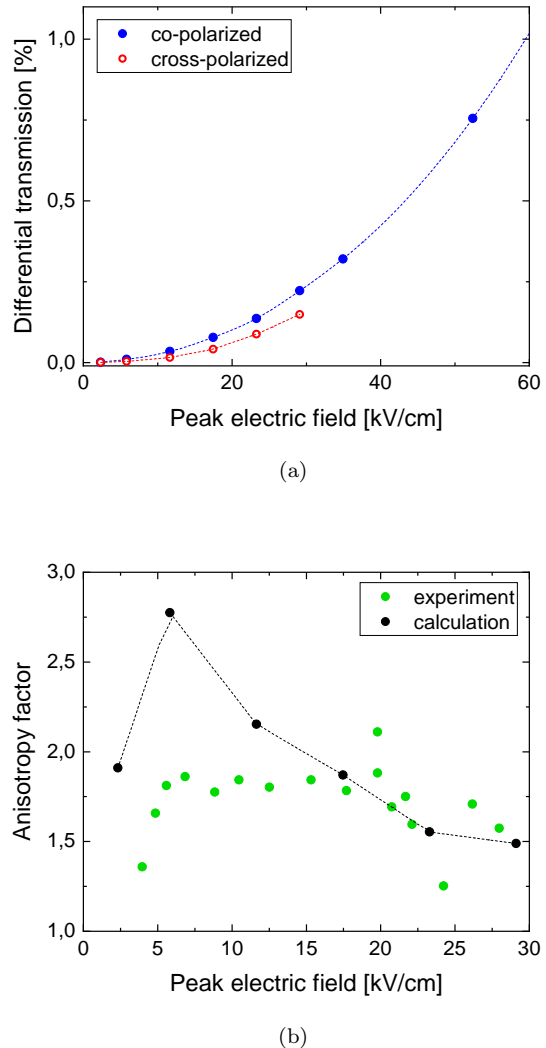 1,0
0,5
0,0
Differential transmission [%]
co-polarized
cross-polarized
0 20 40 60
Peak electric field [kV/cm]
(a)
3,0
2,5
2,0
1,5
1,0
Anisotropy factor
experiment
calculation
0 5 10 15 20 25 30
Peak electric field [kV/cm]
(b)